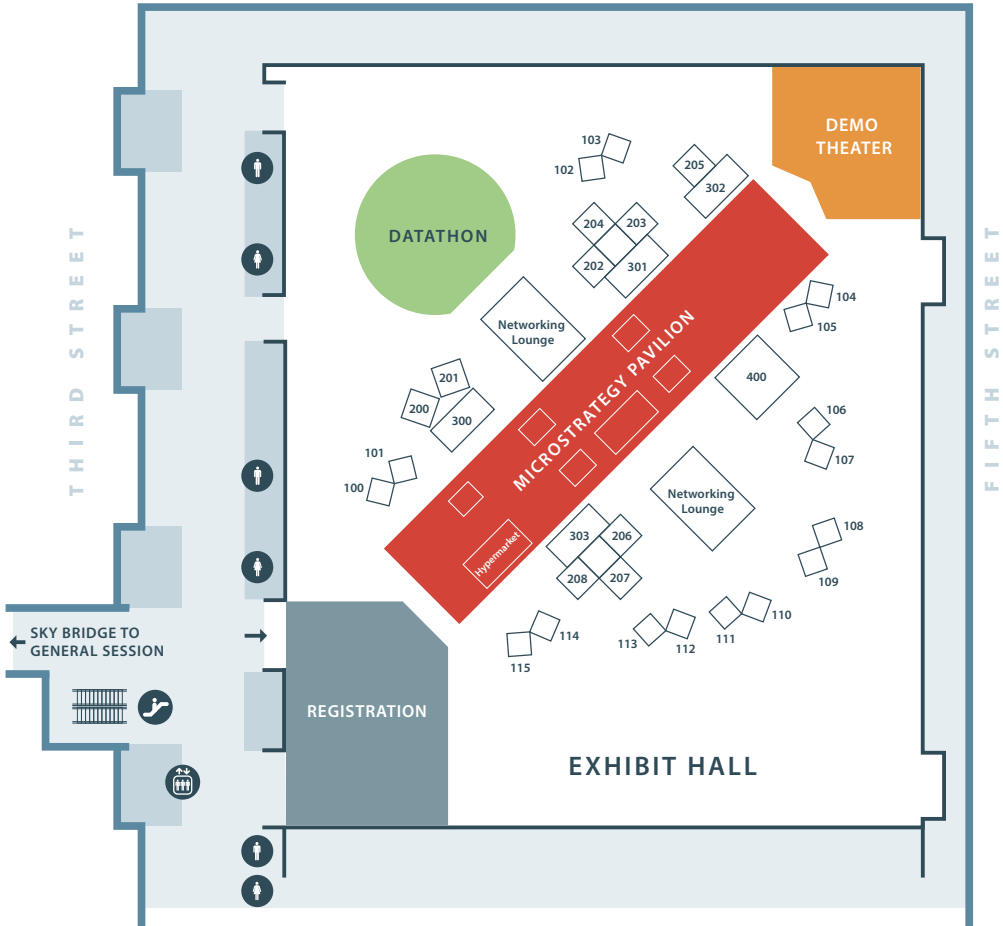 DEMO
THEATER
103
102
205
302
204
203
202
301
DATATHON
THIRD STREET
FIFTH STREET
104
105
Networking
Lounge
MICROSTRATEGY PAVILION
400
201
200
300
106
107
101
100
Networking
Lounge
303
206
208
207
Hypermarket
108
109
110
111
112
113
114
115
SKY BRIDGE TO
GENERAL SESSION
REGISTRATION
EXHIBIT HALL